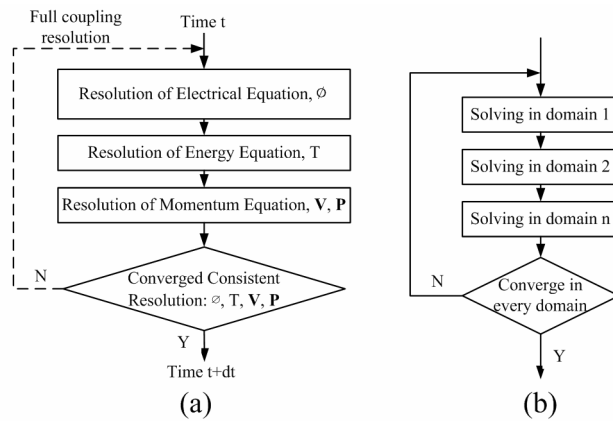 Full coupling
resolution
Time t
Resolution of Electrical Equation, ∅
Resolution of Energy Equation, T
Resolution of Momentum Equation, V, P
N
Converged Consistent
Resolution: ∅, T, V, P
Y
Time t+dt
(a)
Solving in domain 1
Solving in domain 2
Solving in domain n
N
Converge in
every domain
Y
(b)